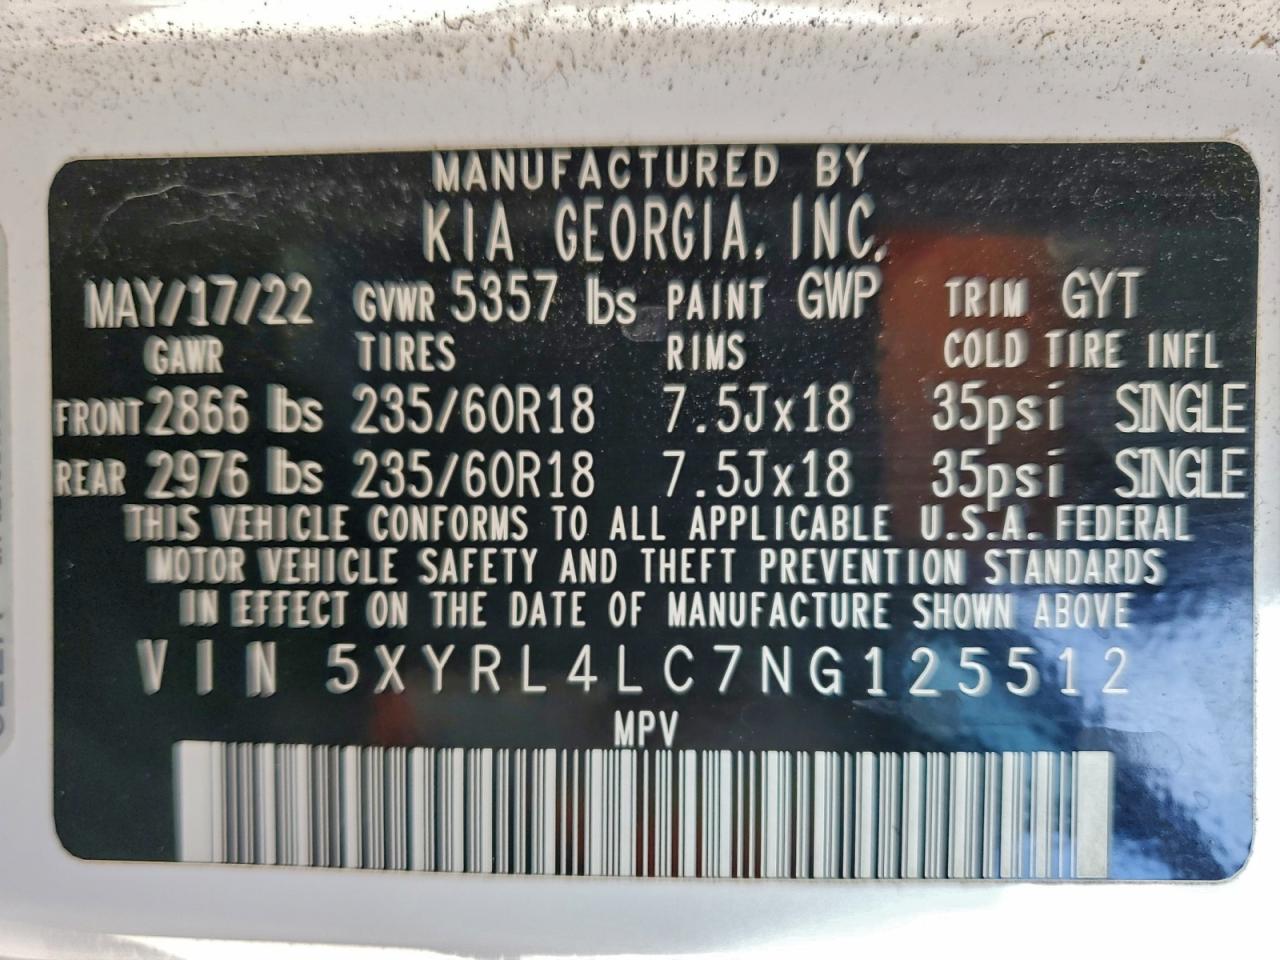 MANUFACTURED BY
KIA GEORGIA. INC.
MAY/17/22 GVWR 5357 lbs PAINT GWP TRIM GYT
GAWR TIRES RIMS COLD TIRE INFL
FRONT 2866 lbs 235/60R18 7.5Jx18 35psi SINGLE
REAR 2976 lbs 235/60R18 7.5Jx18 35psi SINGLE
THIS VEHICLE CONFORMS TO ALL APPLICABLE U.S.A. FEDERAL
MOTOR VEHICLE SAFETY AND THEFT PREVENTION STANDARDS
IN EFFECT ON THE DATE OF MANUFACTURE SHOWN ABOVE
VIN 5XYRL4LC7NG125512
MPV